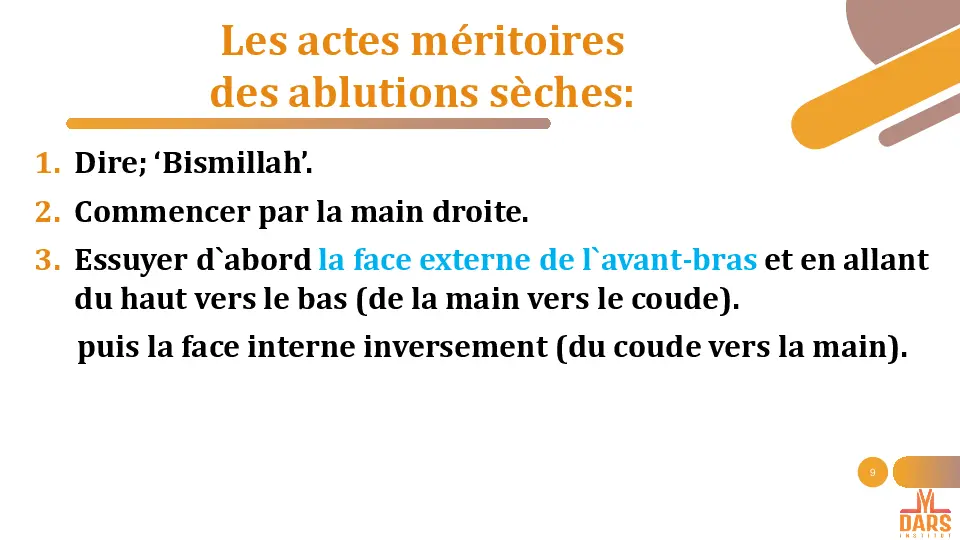 Les actes méritoires
des ablutions sèches:
1. Dire; ‘Bismillah’.
2. Commencer par la main droite.
3. Essuyer d`abord la face externe de l`avant-bras et en allant
du haut vers le bas (de la main vers le coude).
puis la face interne inversement (du coude vers la main).
9
DARS
INSTITUT